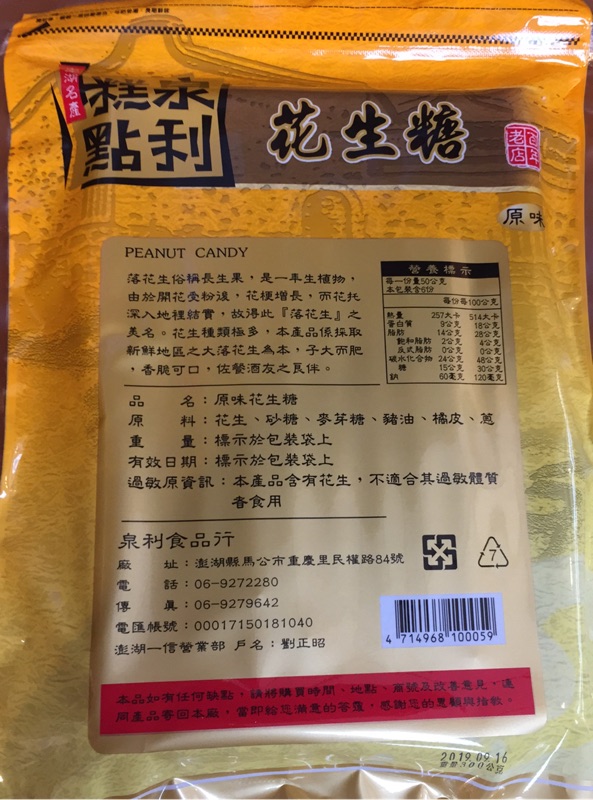 澎湖名產
泉利
糕點
花生糖
百年
老店
原味
PEANUT CANDY
落花生俗稱長生果，是一年生植物，
由於開花受粉後，花梗增長，而花托
深入地裡結實，故得此『落花生』之
美名。花生種類極多，本產品係採取
新鮮地區之大落花生為本，子大而肥
，香脆可口，佐餐酒友之良伴。
營養標示
每一份量50公克
本包裝含6份
每份 每100公克
熱量 257大卡 514大卡
蛋白質 9公克 18公克
脂肪 14公克 28公克
飽和脂肪 2公克 4公克
反式脂肪 0公克 0公克
碳水化合物 24公克 48公克
糖 15公克 30公克
鈉 60毫克 120毫克
品名：原味花生糖
原料：花生、砂糖、麥芽糖、豬油、橘皮、蔥
重量：標示於包裝袋上
有效日期：標示於包裝袋上
過敏原資訊：本產品含有花生，不適合其過敏體質
者食用
泉利食品行
廠址：澎湖縣馬公市重慶里民權路84號
電話：06-9272280
傳真：06-9279642
電匯帳號：00017150181040
澎湖一信營業部 戶名：劉正昭
7
4 714968 100059
本品如有任何缺點，請將購買時間、地點、商號及改善意見，連
同產品寄回本廠，當即給您滿意的答覆，感謝您的惠顧與指教。
2019.09.16
重量300公克